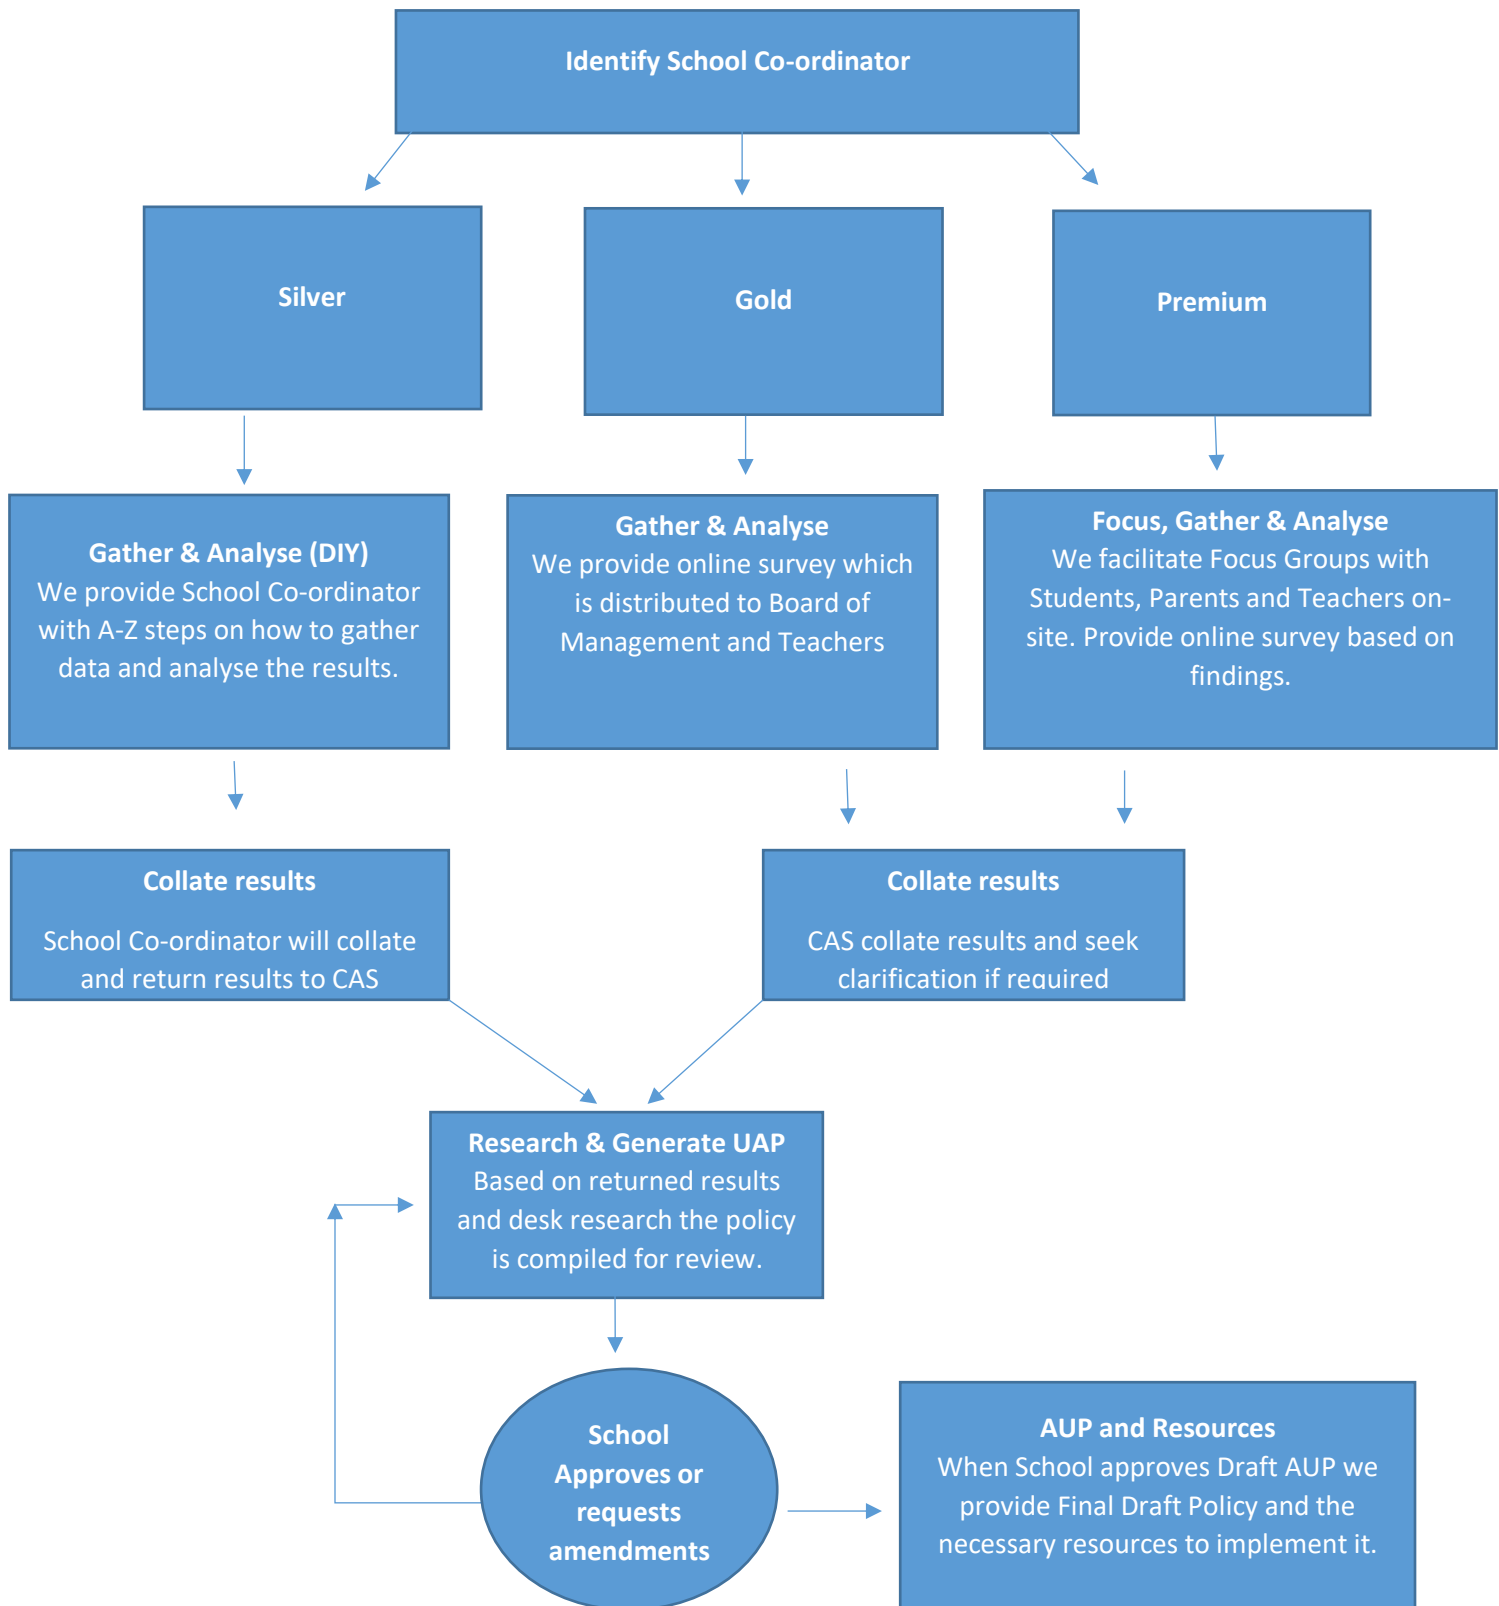 Identify School Co-ordinator
Silver
Gold
Premium
Gather & Analyse (DIY)
We provide School Co-ordinator
with A-Z steps on how to gather
data and analyse the results.
Gather & Analyse
We provide online survey which
is distributed to Board of
Management and Teachers
Focus, Gather & Analyse
We facilitate Focus Groups with
Students, Parents and Teachers on-
site. Provide online survey based on
findings.
Collate results
School Co-ordinator will collate
and return results to CAS
Collate results
CAS collate results and seek
clarification if required
Research & Generate UAP
Based on returned results
and desk research the policy
is compiled for review.
School
Approves or
requests
amendments
AUP and Resources
When School approves Draft AUP we
provide Final Draft Policy and the
necessary resources to implement it.